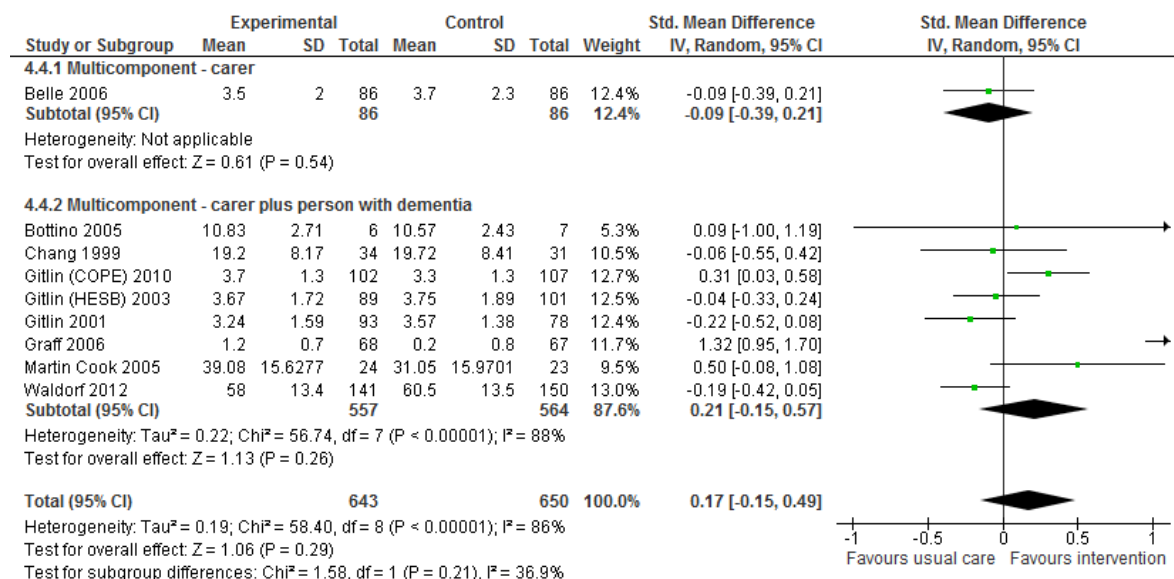 Experimental Control Std. Mean Difference Std. Mean Difference
Study or Subgroup Mean SD Total Mean SD Total Weight IV, Random, 95% CI IV, Random, 95% CI
4.4.1 Multicomponent - carer
Belle 2006 3.5 2 86 3.7 2.3 86 12.4% -0.09 [-0.39, 0.21]
Subtotal (95% CI) 86 86 12.4% -0.09 [-0.39, 0.21]
Heterogeneity: Not applicable
Test for overall effect: Z = 0.61 (P = 0.54)
4.4.2 Multicomponent - carer plus person with dementia
Bottino 2005 10.83 2.71 6 10.57 2.43 7 5.3% 0.09 [-1.00, 1.19]
Chang 1999 19.2 8.17 34 19.72 8.41 31 10.5% -0.06 [-0.55, 0.42]
Gitlin (COPE) 2010 3.7 1.3 102 3.3 1.3 107 12.7% 0.31 [0.03, 0.58]
Gitlin (HESB) 2003 3.67 1.72 89 3.75 1.89 101 12.5% -0.04 [-0.33, 0.24]
Gitlin 2001 3.24 1.59 93 3.57 1.38 78 12.4% -0.22 [-0.52, 0.08]
Graff 2006 1.2 0.7 68 0.2 0.8 67 11.7% 1.32 [0.95, 1.70]
Martin Cook 2005 39.08 15.6277 24 31.05 15.9701 23 9.5% 0.50 [-0.08, 1.08]
Waldorf 2012 58 13.4 141 60.5 13.5 150 13.0% -0.19 [-0.42, 0.05]
Subtotal (95% CI) 557 564 87.6% 0.21 [-0.15, 0.57]
Heterogeneity: Tau² = 0.22; Chi² = 56.74, df = 7 (P < 0.00001); I² = 88%
Test for overall effect: Z = 1.13 (P = 0.26)
Total (95% CI) 643 650 100.0% 0.17 [-0.15, 0.49]
Heterogeneity: Tau² = 0.19; Chi² = 58.40, df = 8 (P < 0.00001); I² = 86%
Test for overall effect: Z = 1.06 (P = 0.29)
Test for subgroup differences: Chi² = 1.58, df = 1 (P = 0.21), I² = 36.9%
-1 -0.5 0 0.5 1
Favours usual care Favours intervention